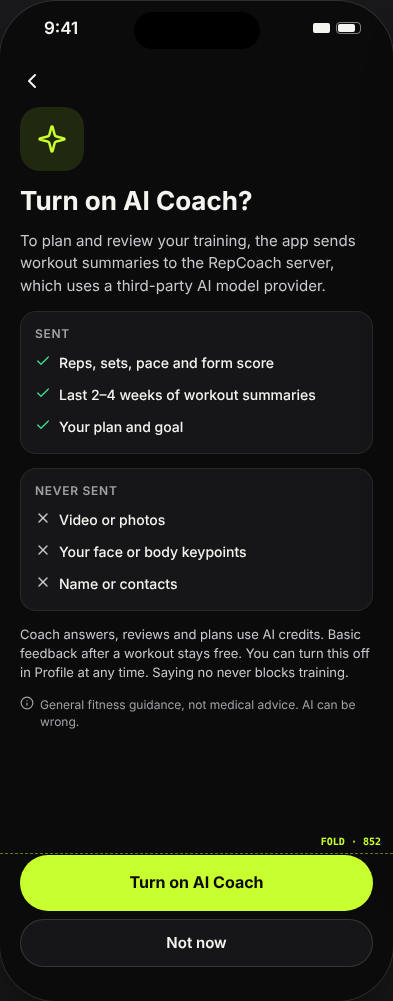 9:41
Turn on AI Coach?
To plan and review your training, the app sends
workout summaries to the RepCoach server,
which uses a third-party AI model provider.
SENT
Reps, sets, pace and form score
Last 2–4 weeks of workout summaries
Your plan and goal
NEVER SENT
Video or photos
Your face or body keypoints
Name or contacts
Coach answers, reviews and plans use AI credits. Basic
feedback after a workout stays free. You can turn this off
in Profile at any time. Saying no never blocks training.
General fitness guidance, not medical advice. AI can be
wrong.
FOLD · 852
Turn on AI Coach
Not now